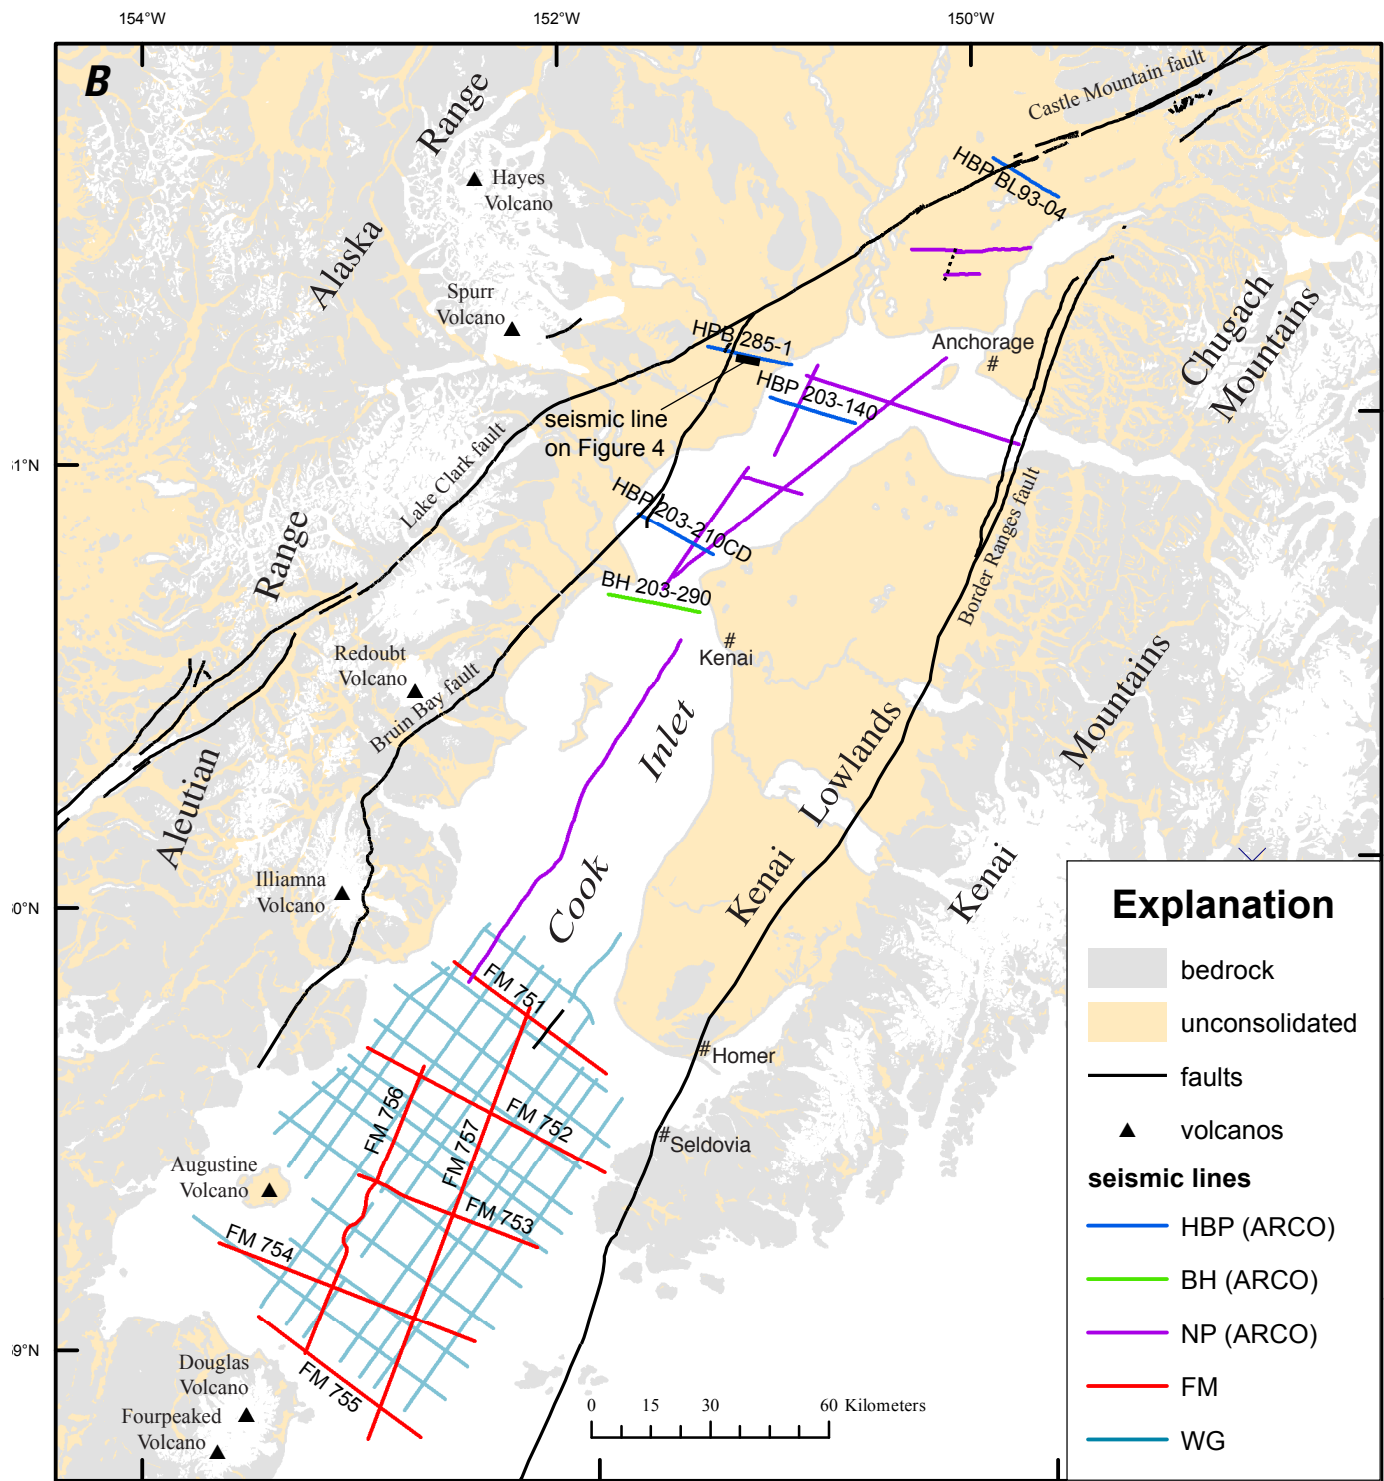 154°W
152°W
150°W
B
Castle Mountain fault
Range
Hayes
Volcano
HBP BL93-04
Alaska
Spurr
Volcano
Chugach
Mountains
HPB 285-1
Anchorage
#
HBP 203-140
seismic line
on Figure 4
Lake Clark fault
1°N
HBP 203-210CD
Border Ranges fault
Range
BH 203-290
#
Kenai
Redoubt
Volcano
Bruin Bay fault
Mountains
Inlet
Lowlands
Aleutian
Illiamna
Volcano
Cook
Kenai
Kenai
0°N
FM 751
#Homer
FM 756
FM 752
FM 757
#Seldovia
Augustine
Volcano
FM 753
FM 754
9°N
Douglas
Volcano
FM 755
Fourpeaked
Volcano
0 15 30 60 Kilometers
Explanation
bedrock
unconsolidated
faults
volcanos
seismic lines
HBP (ARCO)
BH (ARCO)
NP (ARCO)
FM
WG